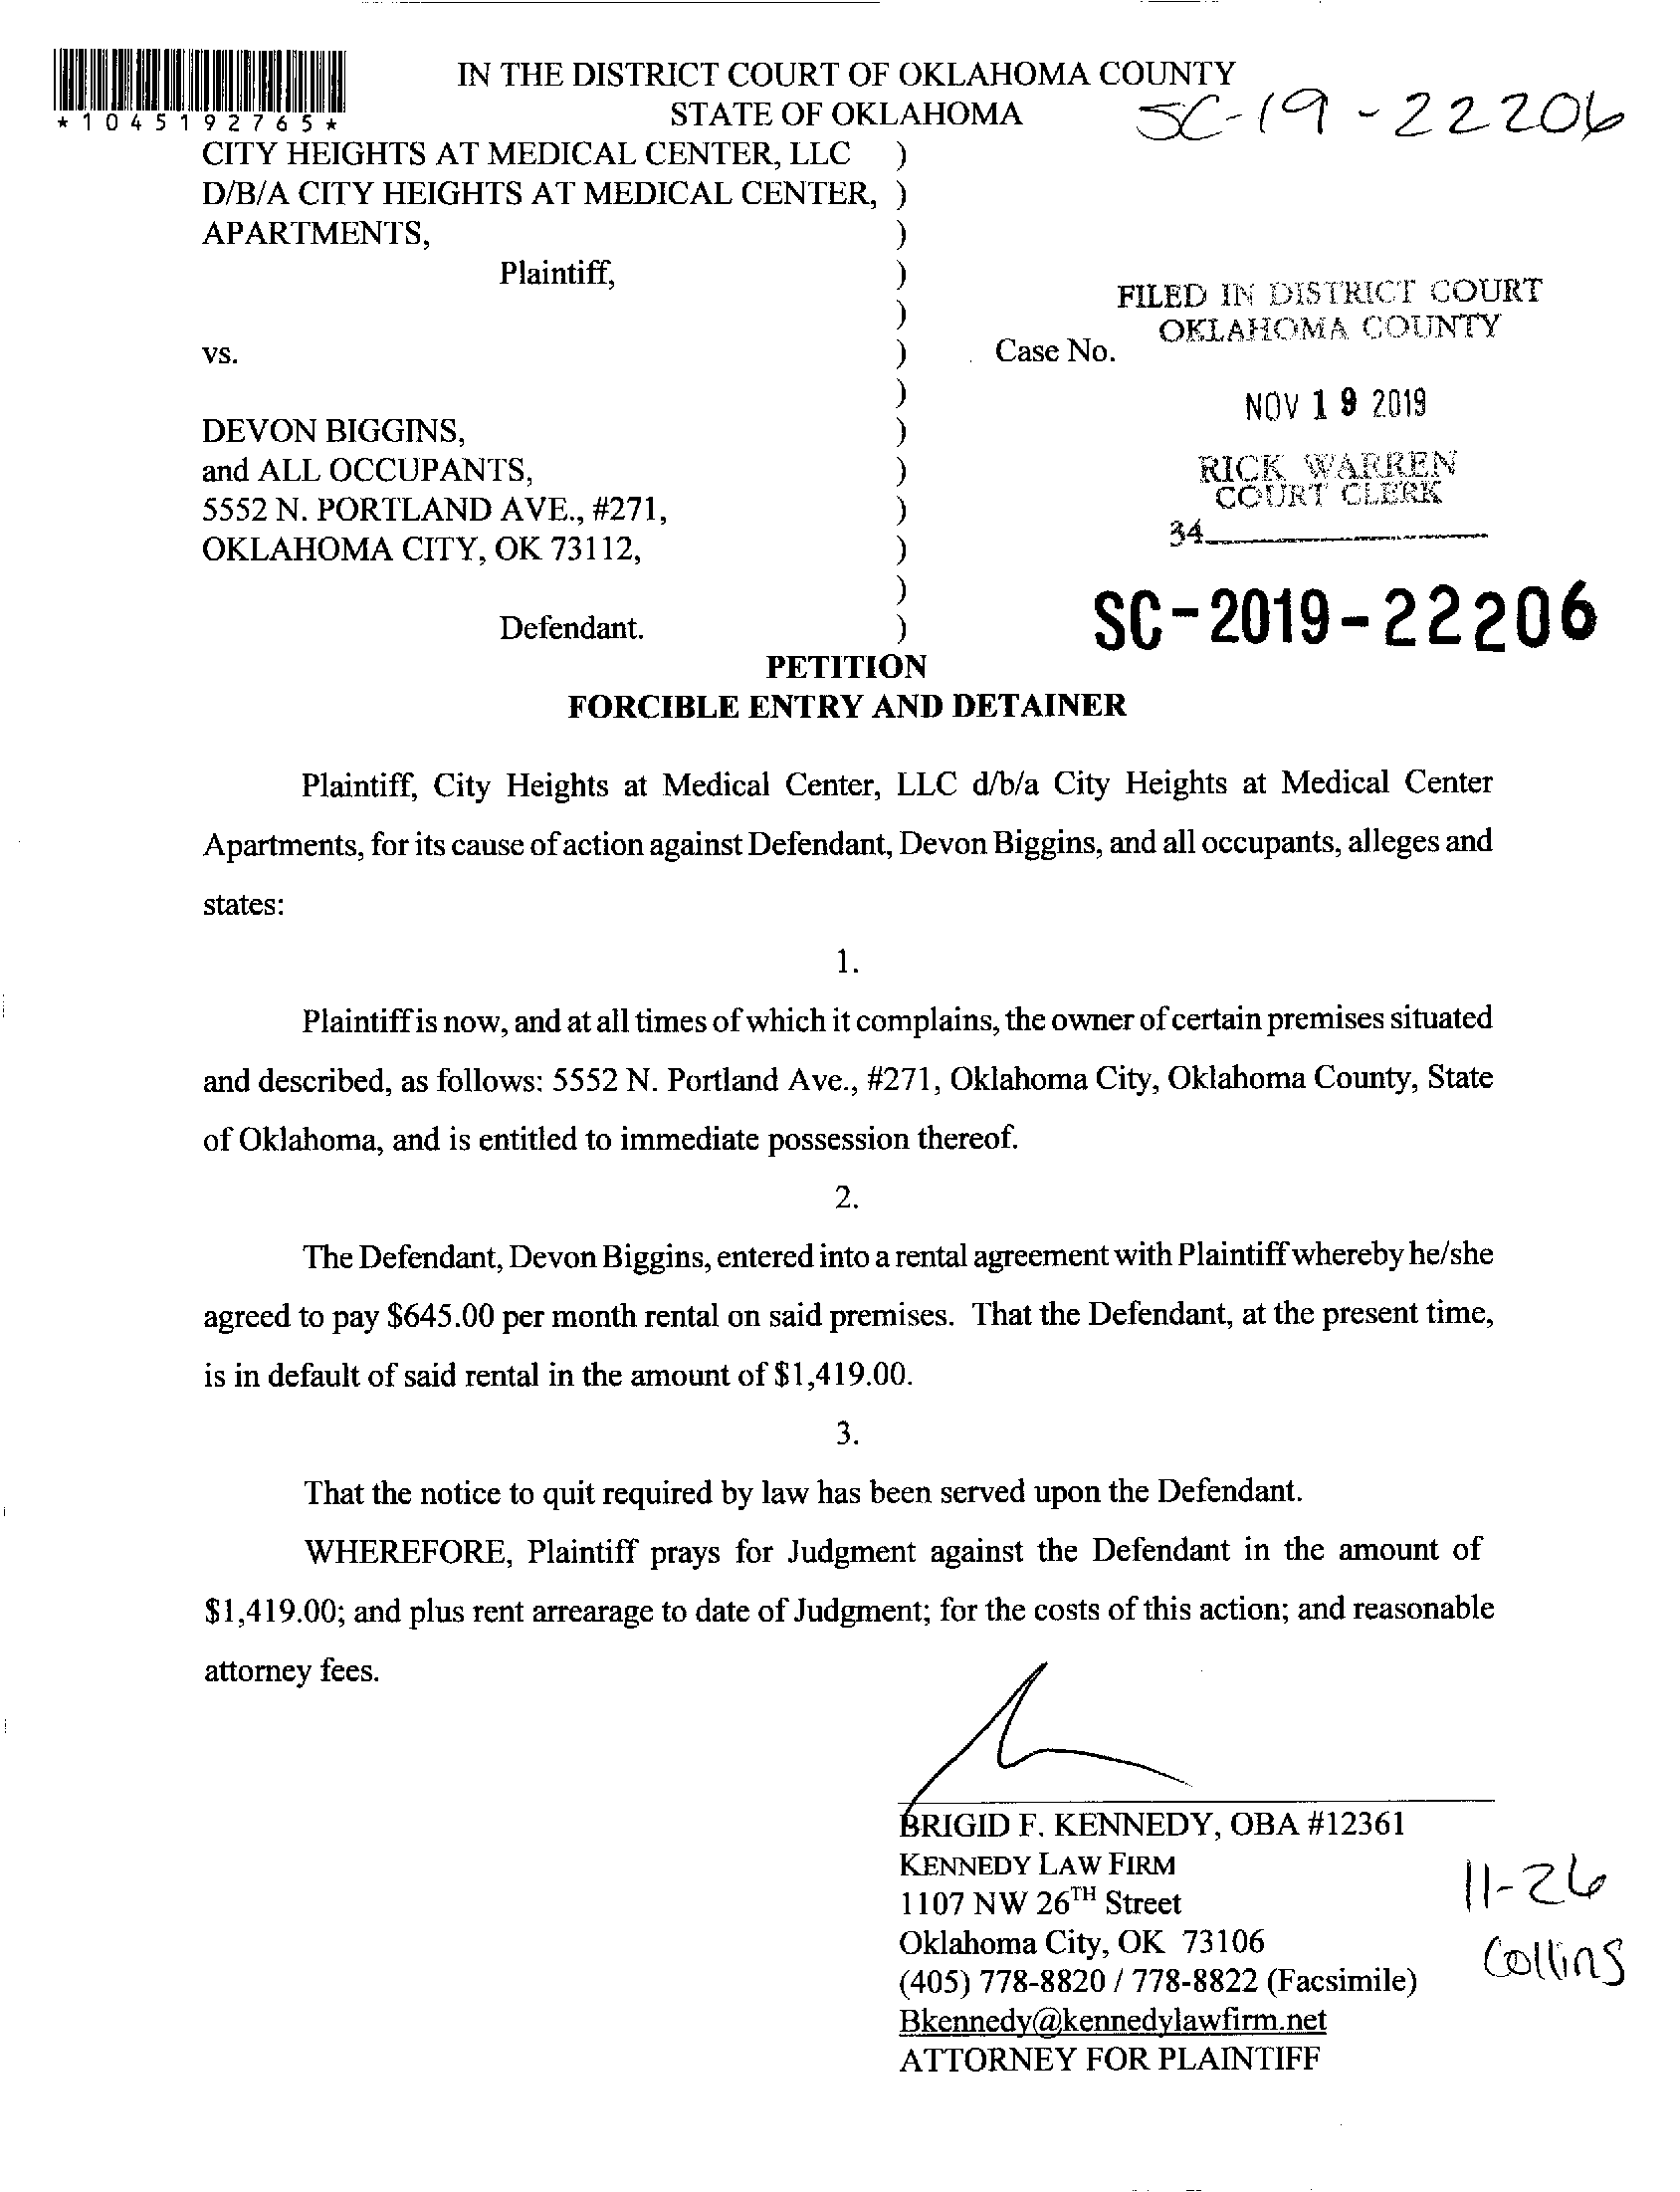 IN THE DISTRICT COURT OF OKLAHOMA COUNTY
STATE OF OKLAHOMA
*1045192765*
SC-19-22206
CITY HEIGHTS AT MEDICAL CENTER, LLC )
D/B/A CITY HEIGHTS AT MEDICAL CENTER, )
APARTMENTS, )
Plaintiff, )
)
vs. ) Case No.
)
DEVON BIGGINS, )
and ALL OCCUPANTS, )
5552 N. PORTLAND AVE., #271, )
OKLAHOMA CITY, OK 73112, )
)
Defendant. )
FILED IN DISTRICT COURT
OKLAHOMA COUNTY
NOV 19 2019
RICK WARREN
COURT CLERK
34
SC-2019-22206
PETITION
FORCIBLE ENTRY AND DETAINER
Plaintiff, City Heights at Medical Center, LLC d/b/a City Heights at Medical Center
Apartments, for its cause of action against Defendant, Devon Biggins, and all occupants, alleges and
states:
1.
Plaintiff is now, and at all times of which it complains, the owner of certain premises situated
and described, as follows: 5552 N. Portland Ave., #271, Oklahoma City, Oklahoma County, State
of Oklahoma, and is entitled to immediate possession thereof.
2.
The Defendant, Devon Biggins, entered into a rental agreement with Plaintiff whereby he/she
agreed to pay $645.00 per month rental on said premises. That the Defendant, at the present time,
is in default of said rental in the amount of $1,419.00.
3.
That the notice to quit required by law has been served upon the Defendant.
WHEREFORE, Plaintiff prays for Judgment against the Defendant in the amount of
$1,419.00; and plus rent arrearage to date of Judgment; for the costs of this action; and reasonable
attorney fees.
BRIGID F. KENNEDY, OBA #12361
KENNEDY LAW FIRM
1107 NW 26TH Street
Oklahoma City, OK 73106
(405) 778-8820 / 778-8822 (Facsimile)
Bkennedy@kennedylawfirm.net
ATTORNEY FOR PLAINTIFF
11-26
Collins